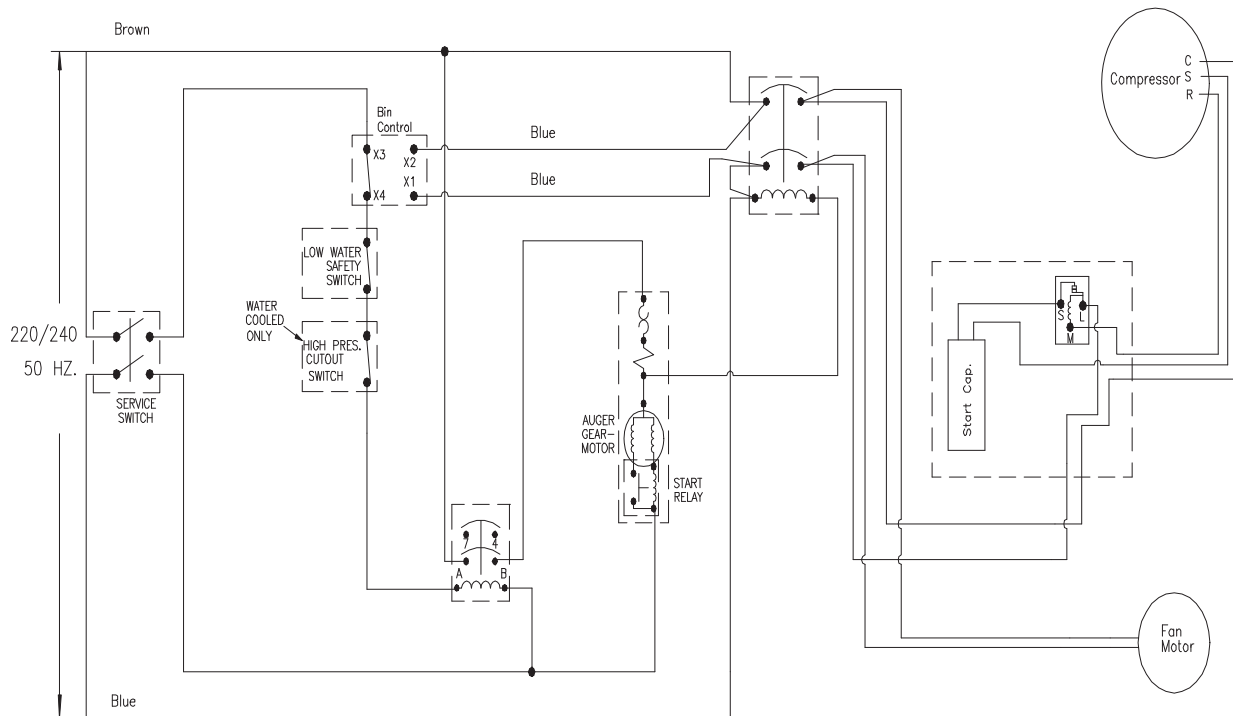 Brown
Compressor
C
S
R
Bin
Control
X3
X2
X1
X4
Blue
Blue
LOW WATER
SAFETY
SWITCH
WATER
COOLED
ONLY
HIGH PRES.
CUTOUT
SWITCH
220/240
50 HZ.
SERVICE
SWITCH
S
L
M
Start Cap.
AUGER
GEAR-
MOTOR
START
RELAY
7
4
A
B
Fan
Motor
Blue